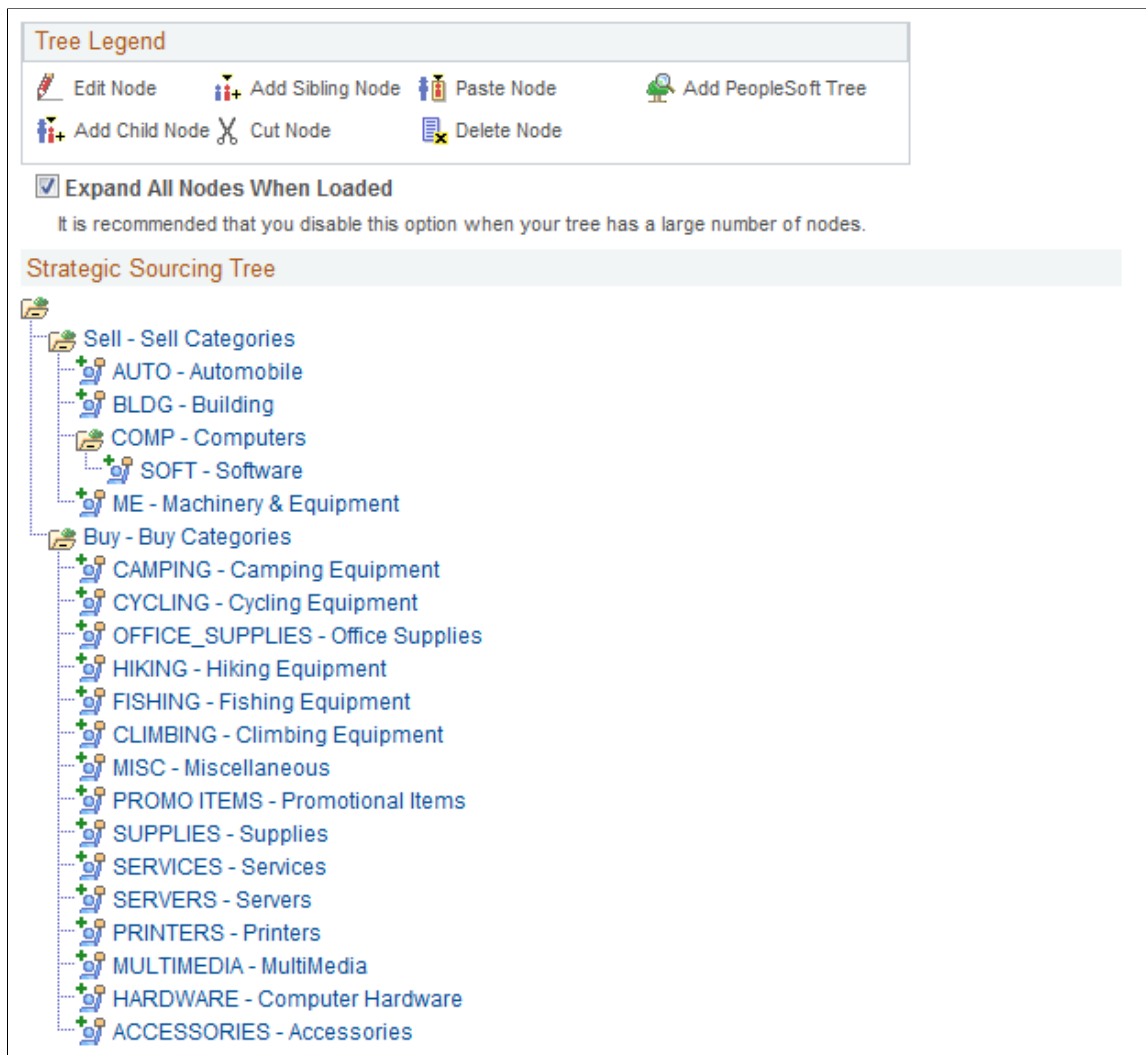 Tree Legend
Edit Node Add Sibling Node Paste Node Add PeopleSoft Tree
Add Child Node Cut Node Delete Node
Expand All Nodes When Loaded
It is recommended that you disable this option when your tree has a large number of nodes.
Strategic Sourcing Tree
Sell - Sell Categories
AUTO - Automobile
BLDG - Building
COMP - Computers
SOFT - Software
ME - Machinery & Equipment
Buy - Buy Categories
CAMPING - Camping Equipment
CYCLING - Cycling Equipment
OFFICE_SUPPLIES - Office Supplies
HIKING - Hiking Equipment
FISHING - Fishing Equipment
CLIMBING - Climbing Equipment
MISC - Miscellaneous
PROMO ITEMS - Promotional Items
SUPPLIES - Supplies
SERVICES - Services
SERVERS - Servers
PRINTERS - Printers
MULTIMEDIA - MultiMedia
HARDWARE - Computer Hardware
ACCESSORIES - Accessories